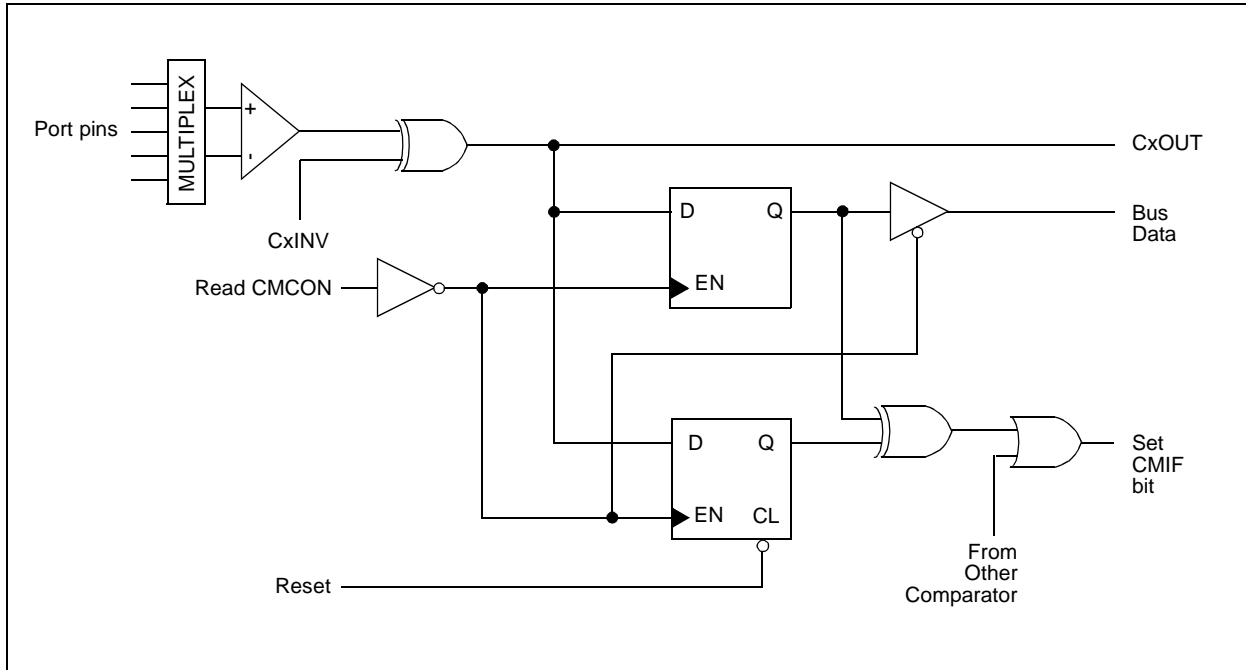 MULTIPLEX
+
-
Port pins
CxINV
CxOUT
D
Q
EN
Bus
Data
Read CMCON
D
Q
EN
CL
Set
CMIF
bit
From
Other
Comparator
Reset